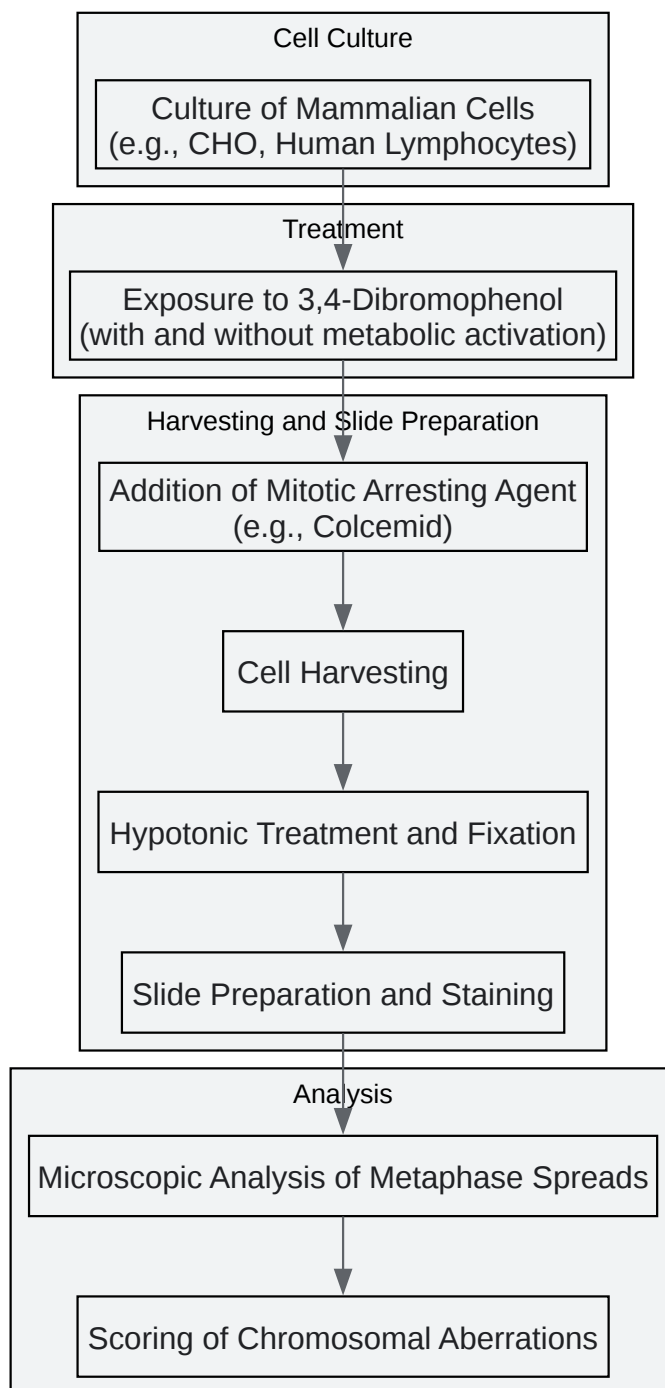 Cell Culture
Culture of Mammalian Cells
(e.g., CHO, Human Lymphocytes)
Treatment
Exposure to 3,4-Dibromophenol
(with and without metabolic activation)
Harvesting and Slide Preparation
Addition of Mitotic Arresting Agent
(e.g., Colcemid)
Cell Harvesting
Hypotonic Treatment and Fixation
Slide Preparation and Staining
Analysis
Microscopic Analysis of Metaphase Spreads
Scoring of Chromosomal Aberrations